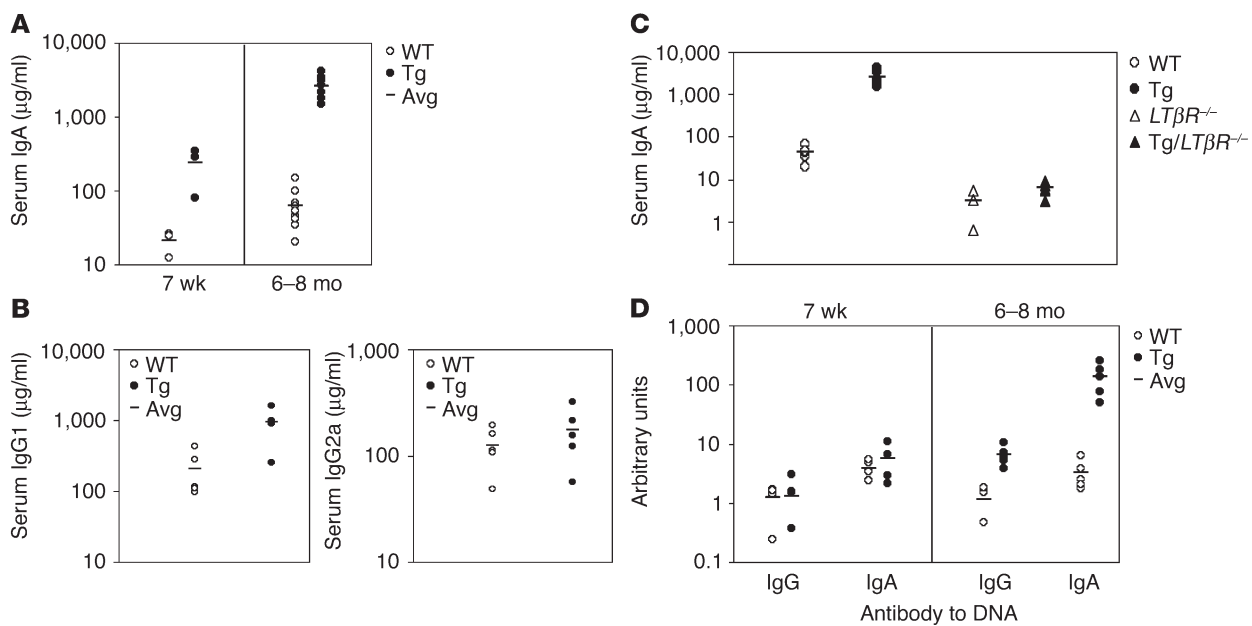 A
Serum IgA (μg/ml)
10,000
1,000
100
10
7 wk
6–8 mo
WT
Tg
Avg
B
Serum IgG1 (μg/ml)
10,000
1,000
100
10
WT
Tg
Avg
Serum IgG2a (μg/ml)
1,000
100
10
WT
Tg
Avg
C
Serum IgA (μg/ml)
10,000
1,000
100
10
1
WT
Tg
LTβR–/–
Tg/LTβR–/–
D
7 wk
6–8 mo
Arbitrary units
1,000
100
10
1
0.1
IgG
IgA
IgG
IgA
Antibody to DNA
WT
Tg
Avg